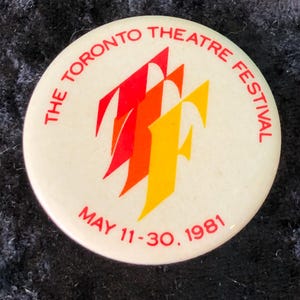 THE TORONTO THEATRE FESTIVAL
TTF
MAY 11-30, 1981